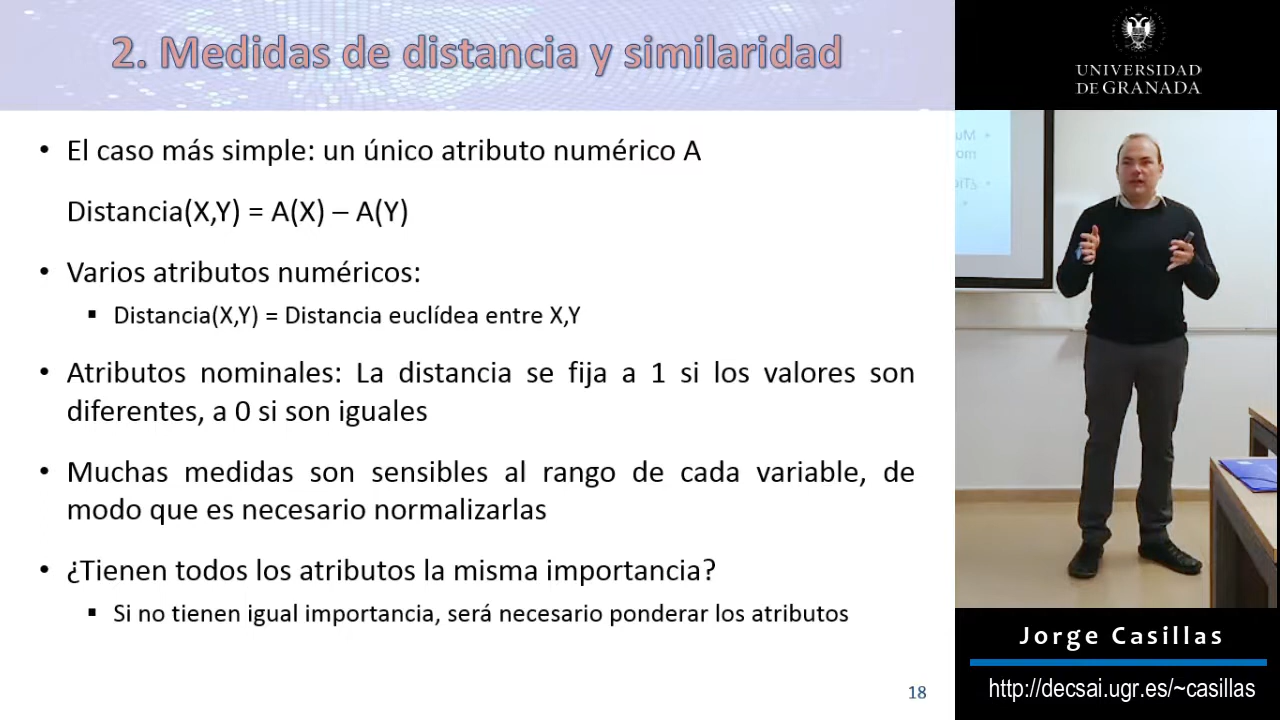 2. Medidas de distancia y similaridad
• El caso más simple: un único atributo numérico A
Distancia(X,Y) = A(X) – A(Y)
• Varios atributos numéricos:
▪ Distancia(X,Y) = Distancia euclídea entre X,Y
• Atributos nominales: La distancia se fija a 1 si los valores son
diferentes, a 0 si son iguales
• Muchas medidas son sensibles al rango de cada variable, de
modo que es necesario normalizarlas
• ¿Tienen todos los atributos la misma importancia?
▪ Si no tienen igual importancia, será necesario ponderar los atributos
18
UNIVERSIDAD
DE GRANADA
Jorge Casillas
http://decsai.ugr.es/~casillas